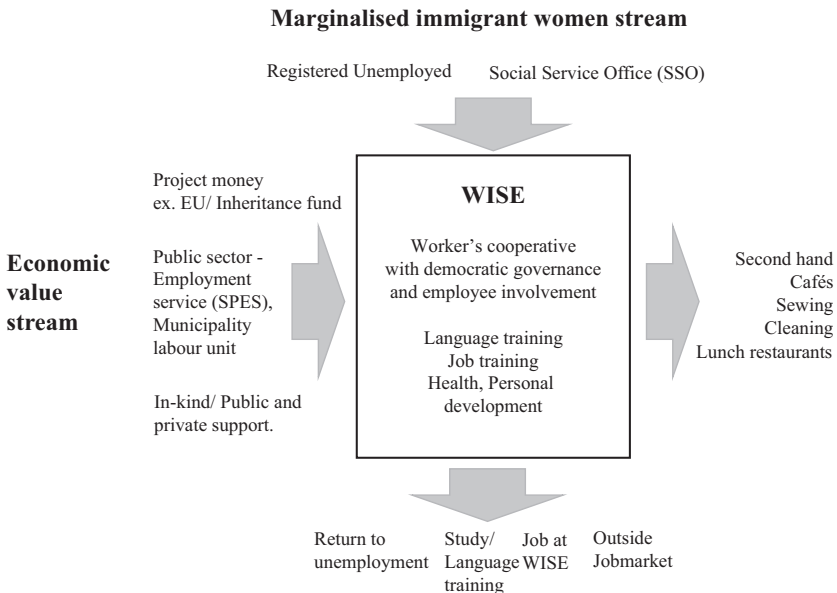 Marginalised immigrant women stream
Registered Unemployed
Social Service Office (SSO)
Project money
ex. EU/ Inheritance fund
Economic
value
stream
Public sector -
Employment
service (SPES),
Municipality
labour unit
In-kind/ Public and
private support.
WISE
Worker’s cooperative
with democratic governance
and employee involvement
Language training
Job training
Health, Personal
development
Second hand
Cafés
Sewing
Cleaning
Lunch restaurants
Return to
unemployment
Study/
Language
training
Job at
WISE
Outside
Jobmarket